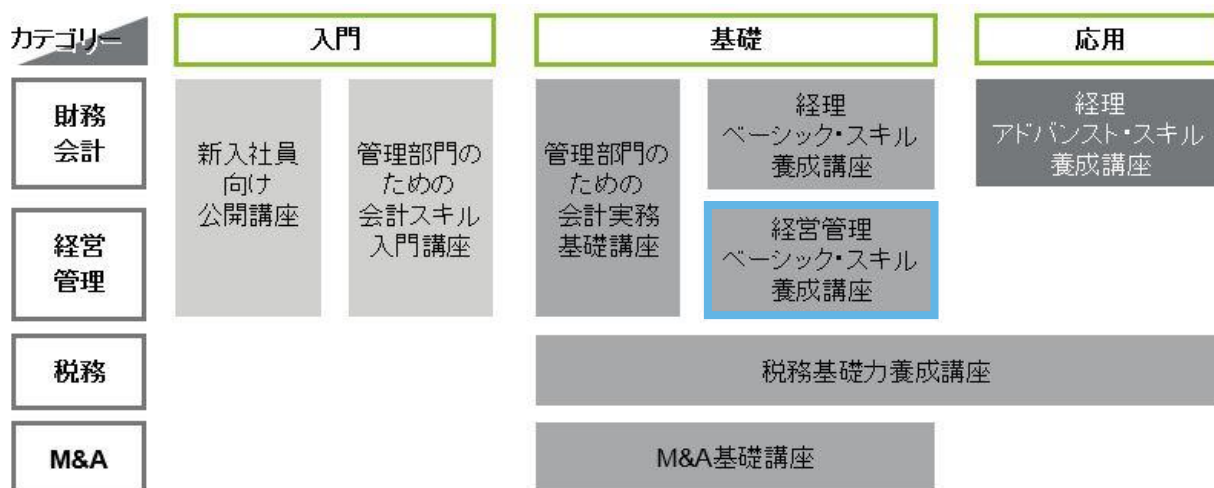 カテゴリー
入門
基礎
応用
財務
会計
新入社員
向け
公開講座
管理部門の
ための
会計スキル
入門講座
管理部門の
ための
会計実務
基礎講座
経理
ベーシック・スキル
養成講座
経理
アドバンスト・スキル
養成講座
経営
管理
経営管理
ベーシック・スキル
養成講座
税務
税務基礎力養成講座
M&A
M&A基礎講座